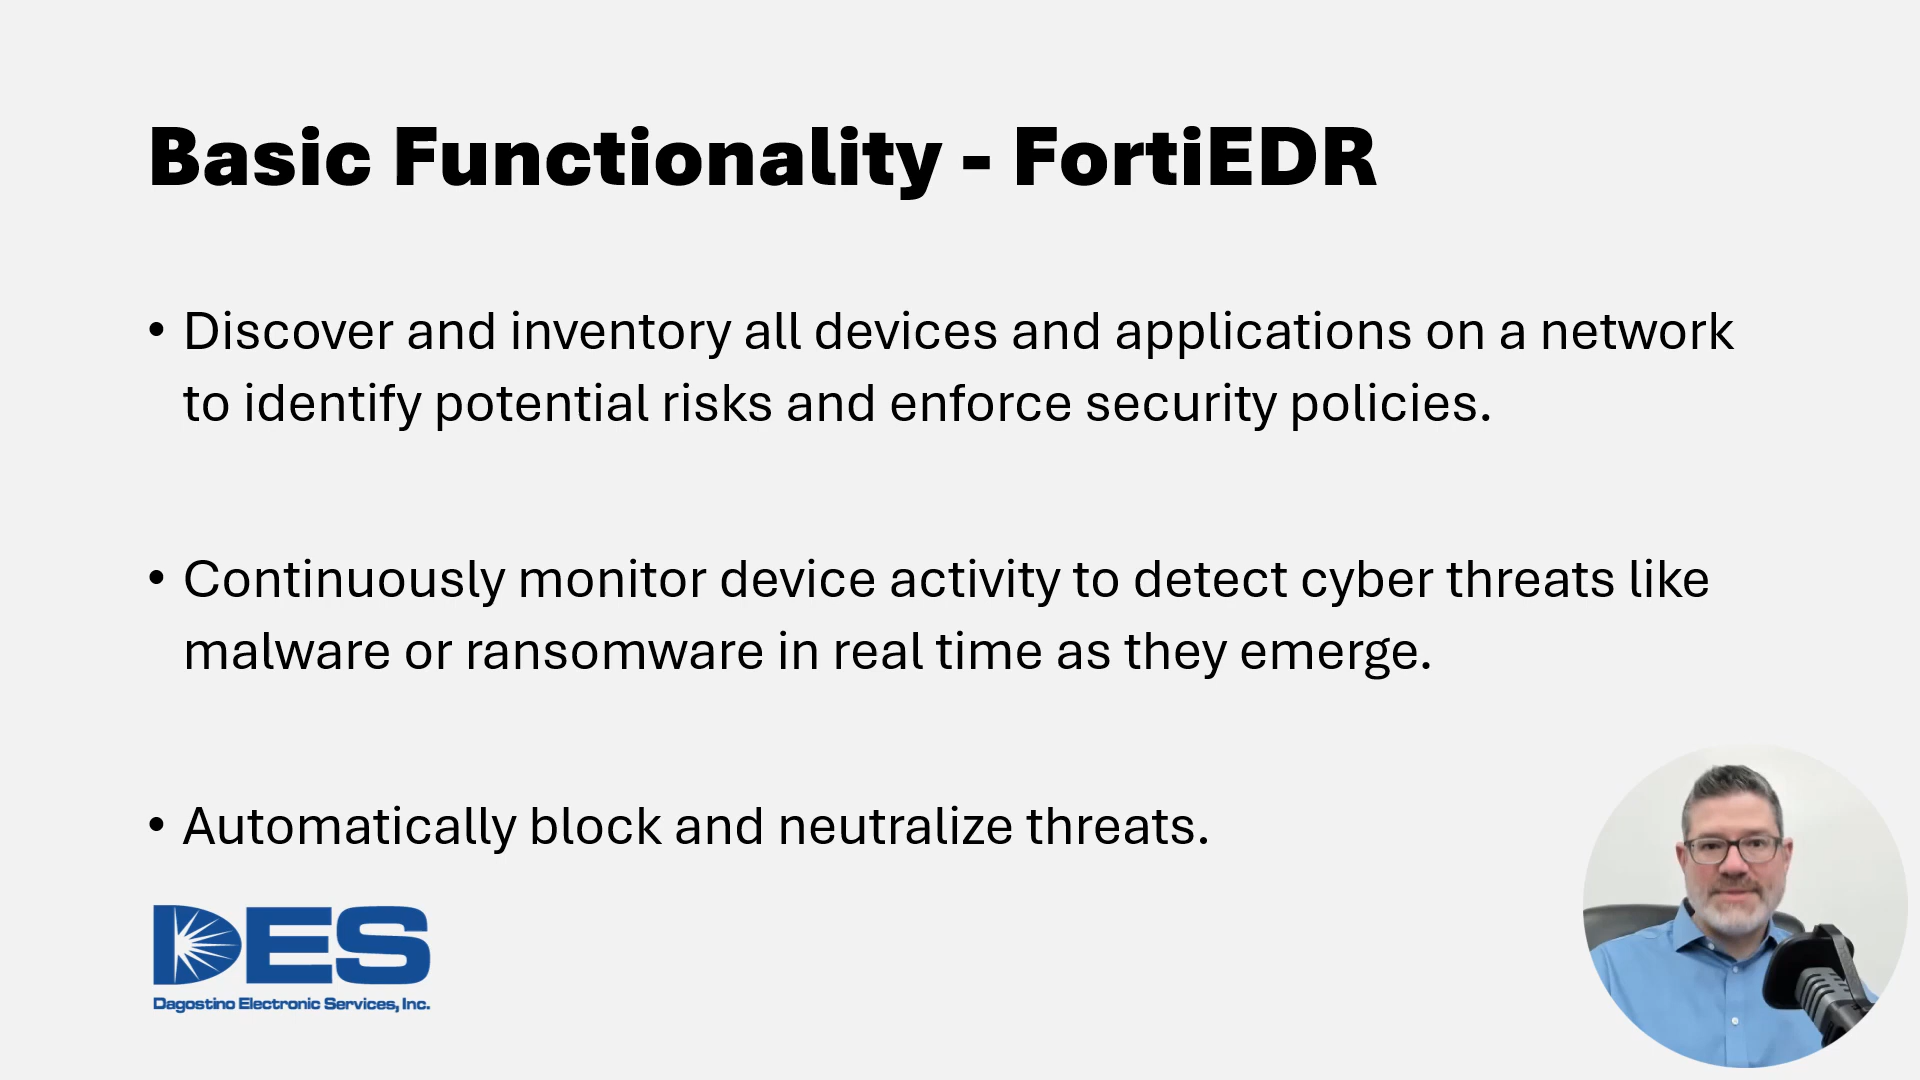 Basic Functionality - FortiEDR
• Discover and inventory all devices and applications on a network
to identify potential risks and enforce security policies.
• Continuously monitor device activity to detect cyber threats like
malware or ransomware in real time as they emerge.
• Automatically block and neutralize threats.
DES
Dagostino Electronic Services, Inc.